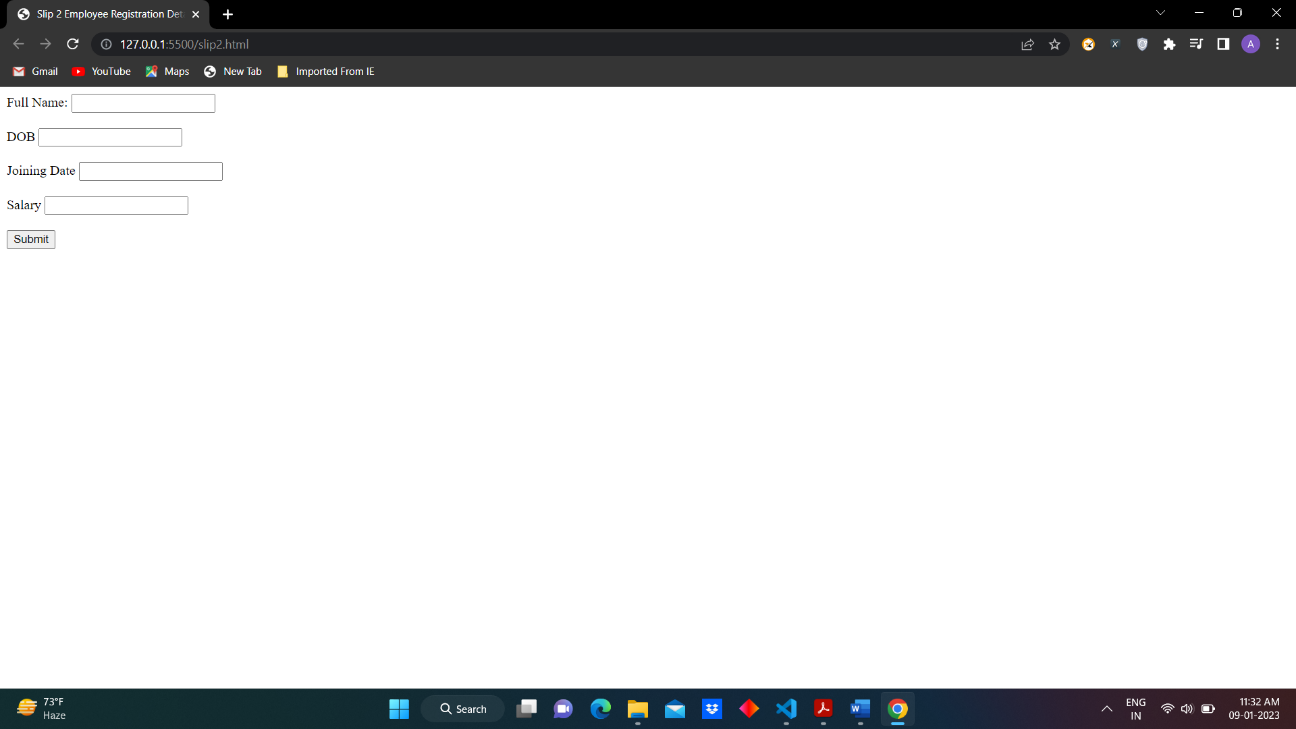 Slip 2 Employee Registration Det
127.0.0.1:5500/slip2.html
A
Gmail YouTube Maps New Tab Imported From IE
Full Name:
DOB
Joining Date
Salary
Submit
73°F
Haze
Search
ENG
IN
11:32 AM
09-01-2023